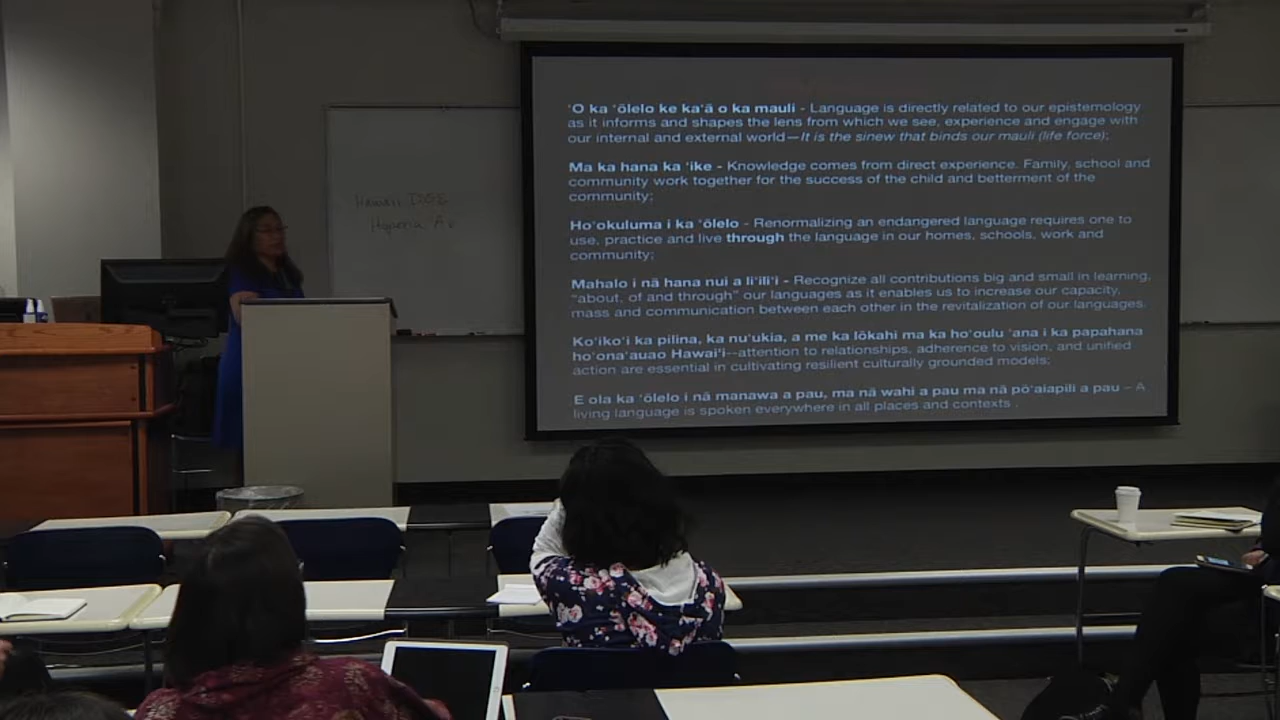 Hawaii
ʻO ka ʻōlelo ke kaʻā o ka mauli - Language is directly related to our epistemology
as it informs and shapes the lens from which we see, experience and engage with
our internal and external world—It is the sinew that binds our mauli (life force);
Ma ka hana ka ʻike - Knowledge comes from direct experience. Family, school and
community work together for the success of the child and betterment of the
community;
Hoʻokuluma i ka ʻōlelo - Renormalizing an endangered language requires one to
use, practice and live through the language in our homes, schools, work and
community;
Mahalo i nā hana nui a liʻiliʻi - Recognize all contributions big and small in learning,
“about, of and through” our languages as it enables us to increase our capacity,
mass and communication between each other in the revitalization of our languages.
Koʻikoʻi ka pilina, ka nuʻukia, a me ka lōkahi ma ka hoʻoulu ʻana i ka papahana
hoʻonaʻauao Hawaiʻi--attention to relationships, adherence to vision, and unified
action are essential in cultivating resilient culturally grounded models;
E ola ka ʻōlelo i nā manawa a pau, ma nā wahi a pau ma nā pōʻaiapili a pau – A
living language is spoken everywhere in all places and contexts .